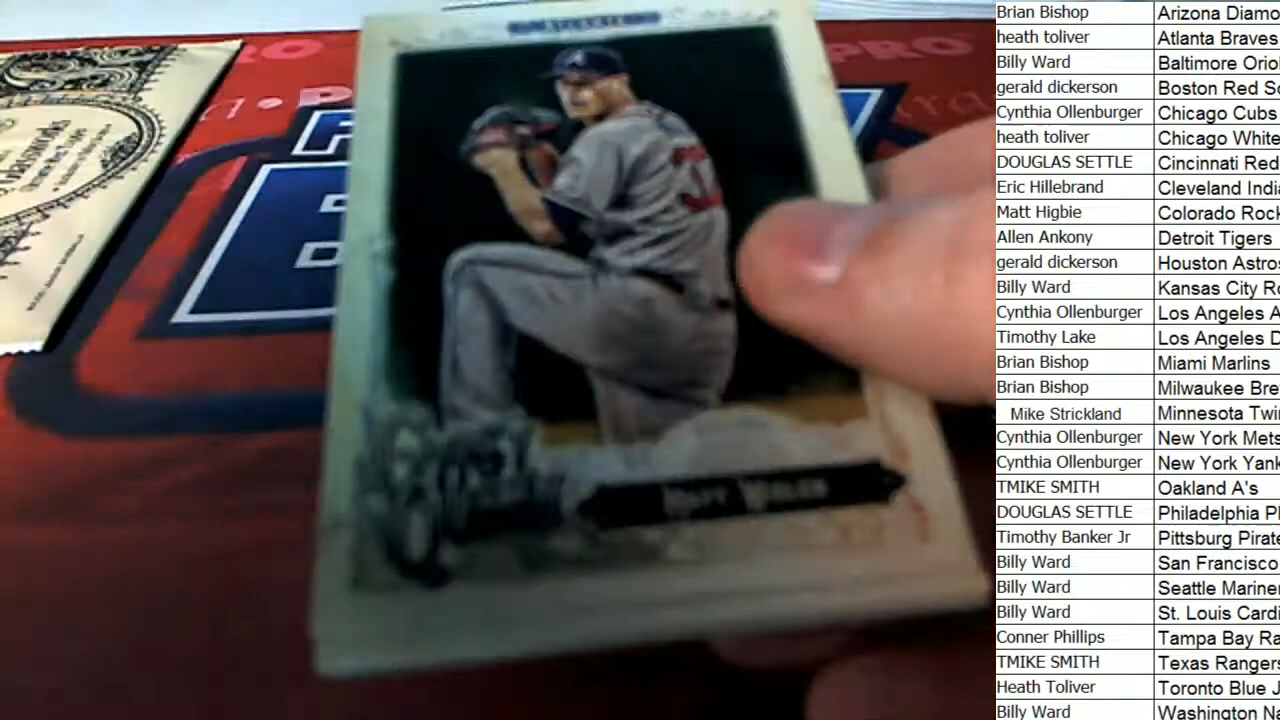 Brian Bishop Arizona Diamo
heath toliver Atlanta Braves
Billy Ward Baltimore Oriol
gerald dickerson Boston Red So
Cynthia Ollenburger Chicago Cubs
heath toliver Chicago White
DOUGLAS SETTLE Cincinnati Red
Eric Hillebrand Cleveland Indi
Matt Higbie Colorado Rock
Allen Ankony Detroit Tigers
gerald dickerson Houston Astros
Billy Ward Kansas City Ro
Cynthia Ollenburger Los Angeles A
Timothy Lake Los Angeles D
Brian Bishop Miami Marlins
Brian Bishop Milwaukee Bre
Mike Strickland Minnesota Twi
Cynthia Ollenburger New York Mets
Cynthia Ollenburger New York Yank
TMIKE SMITH Oakland A's
DOUGLAS SETTLE Philadelphia P
Timothy Banker Jr Pittsburg Pirate
Billy Ward San Francisco
Billy Ward Seattle Mariner
Billy Ward St. Louis Cardi
Conner Phillips Tampa Bay Ra
TMIKE SMITH Texas Rangers
Heath Toliver Toronto Blue J
Billy Ward Washington Na
PRO
PRO
A
Matt Wisler